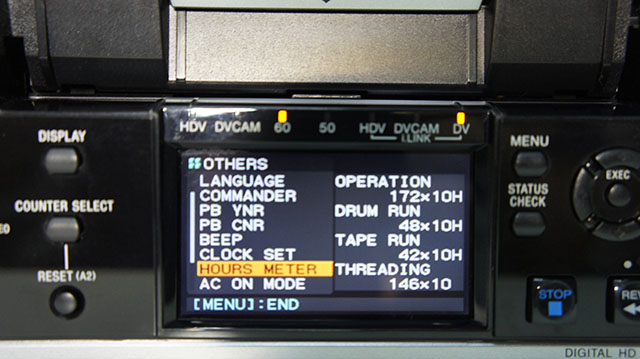 HDV DVCAM 60 50 HDV DVCAM DV
i.LINK
DISPLAY
COUNTER SELECT
EO
RESET (A2)
OTHERS
LANGUAGE OPERATION
COMMANDER 172×10H
PB YNR DRUM RUN
PB CNR 48×10H
BEEP TAPE RUN
CLOCK SET 42×10H
HOURS METER THREADING
AC ON MODE 146×10
[MENU]:END
MENU
STATUS
CHECK
EXEC
STOP
REW
DIGITAL HD